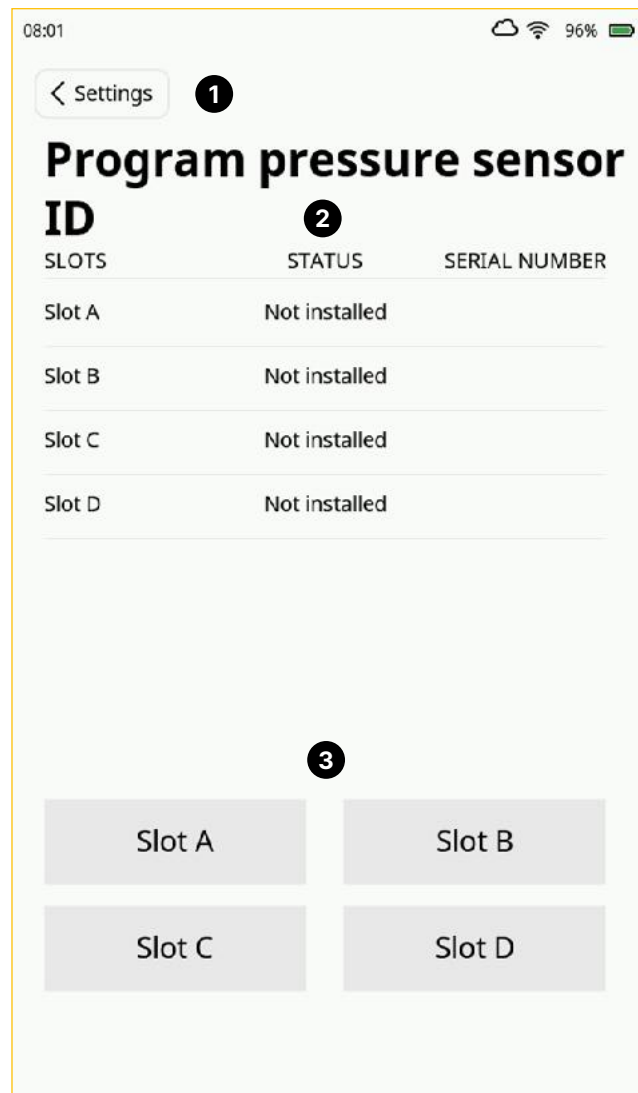 08:01 96%
Settings 1
Program pressure sensor
ID 2
SLOTS STATUS SERIAL NUMBER
Slot A Not installed
Slot B Not installed
Slot C Not installed
Slot D Not installed
3
Slot A Slot B
Slot C Slot D